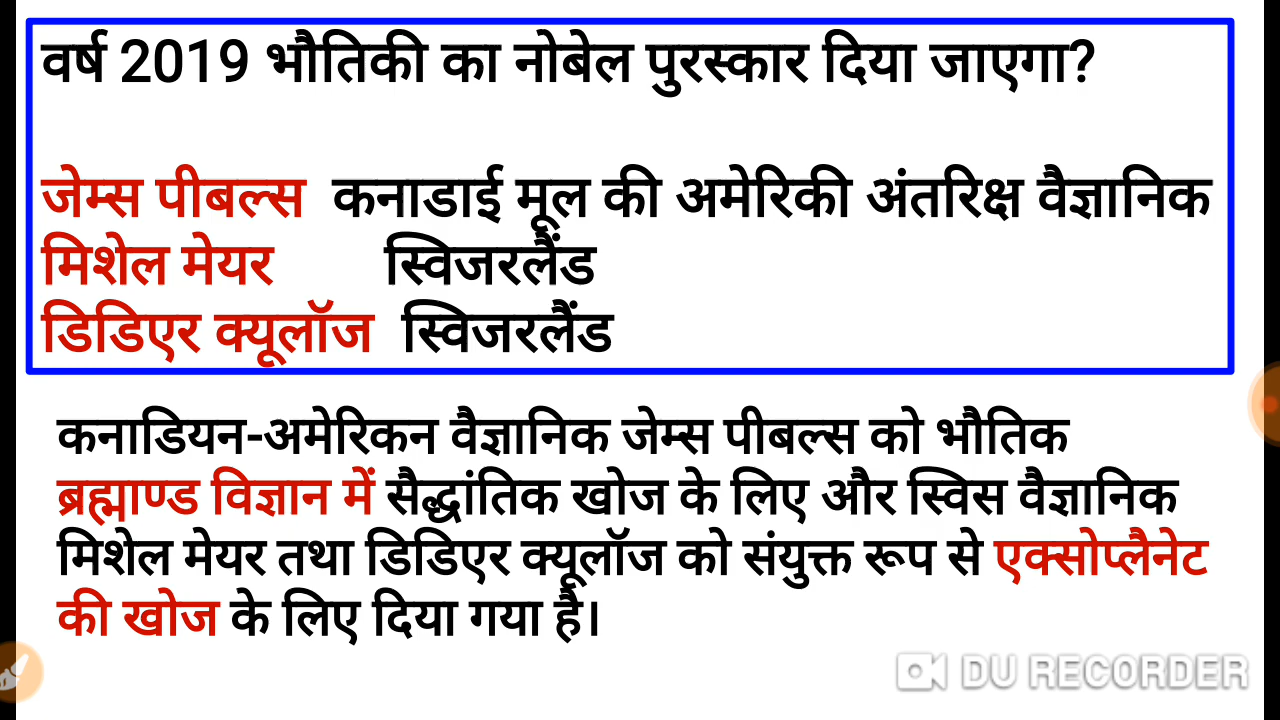 वर्ष 2019 भौतिकी का नोबेल पुरस्कार दिया जाएगा?
जेम्स पीबल्स कनाडाई मूल की अमेरिकी अंतरिक्ष वैज्ञानिक
मिशेल मेयर स्विजरलैंड
डिडिएर क्यूलॉज स्विजरलैंड
कनाडियन-अमेरिकन वैज्ञानिक जेम्स पीबल्स को भौतिक
ब्रह्माण्ड विज्ञान में सैद्धांतिक खोज के लिए और स्विस वैज्ञानिक
मिशेल मेयर तथा डिडिएर क्यूलॉज को संयुक्त रूप से एक्सोप्लैनेट
की खोज के लिए दिया गया है।
DU RECORDER